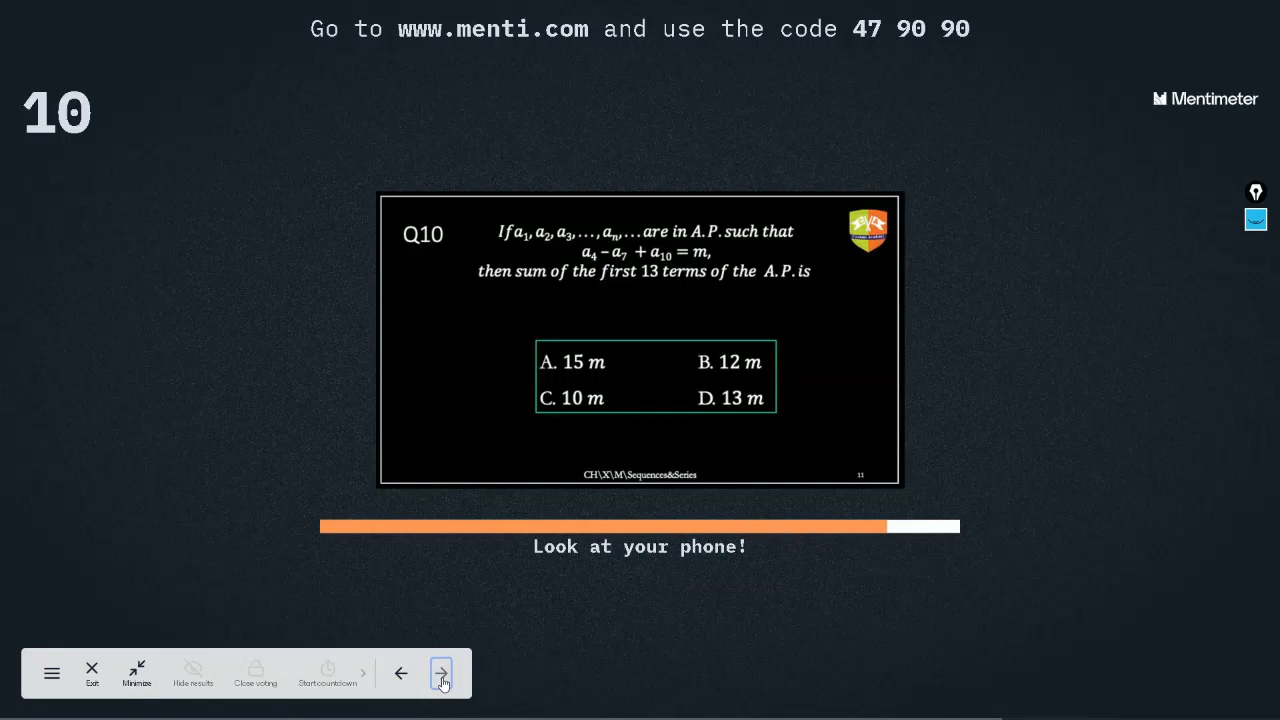 Go to www.menti.com and use the code 47 90 90
10
Mentimeter
Q10
If a₁, a₂, a₃, …, aₙ, … are in A.P. such that
a₄ – a₇ + a₁₀ = m,
then sum of the first 13 terms of the A.P. is
A. 15 m B. 12 m
C. 10 m D. 13 m
CH\X\M\Sequences&Series 11
Look at your phone!
Exit Minimize Hide results Close voting Start countdown